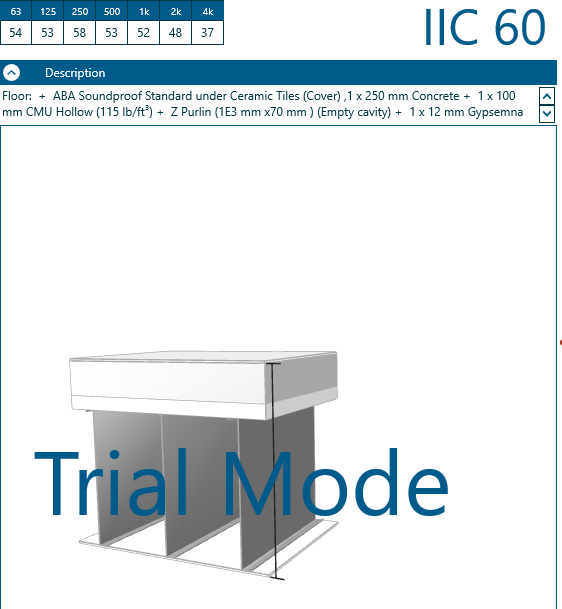 63 125 250 500 1k 2k 4k
54 53 58 53 52 48 37
IIC 60
Description
Floor: + ABA Soundproof Standard under Ceramic Tiles (Cover) ,1 x 250 mm Concrete + 1 x 100
mm CMU Hollow (115 lb/ft³) + Z Purlin (1E3 mm x70 mm ) (Empty cavity) + 1 x 12 mm Gypsemna
Trial Mode